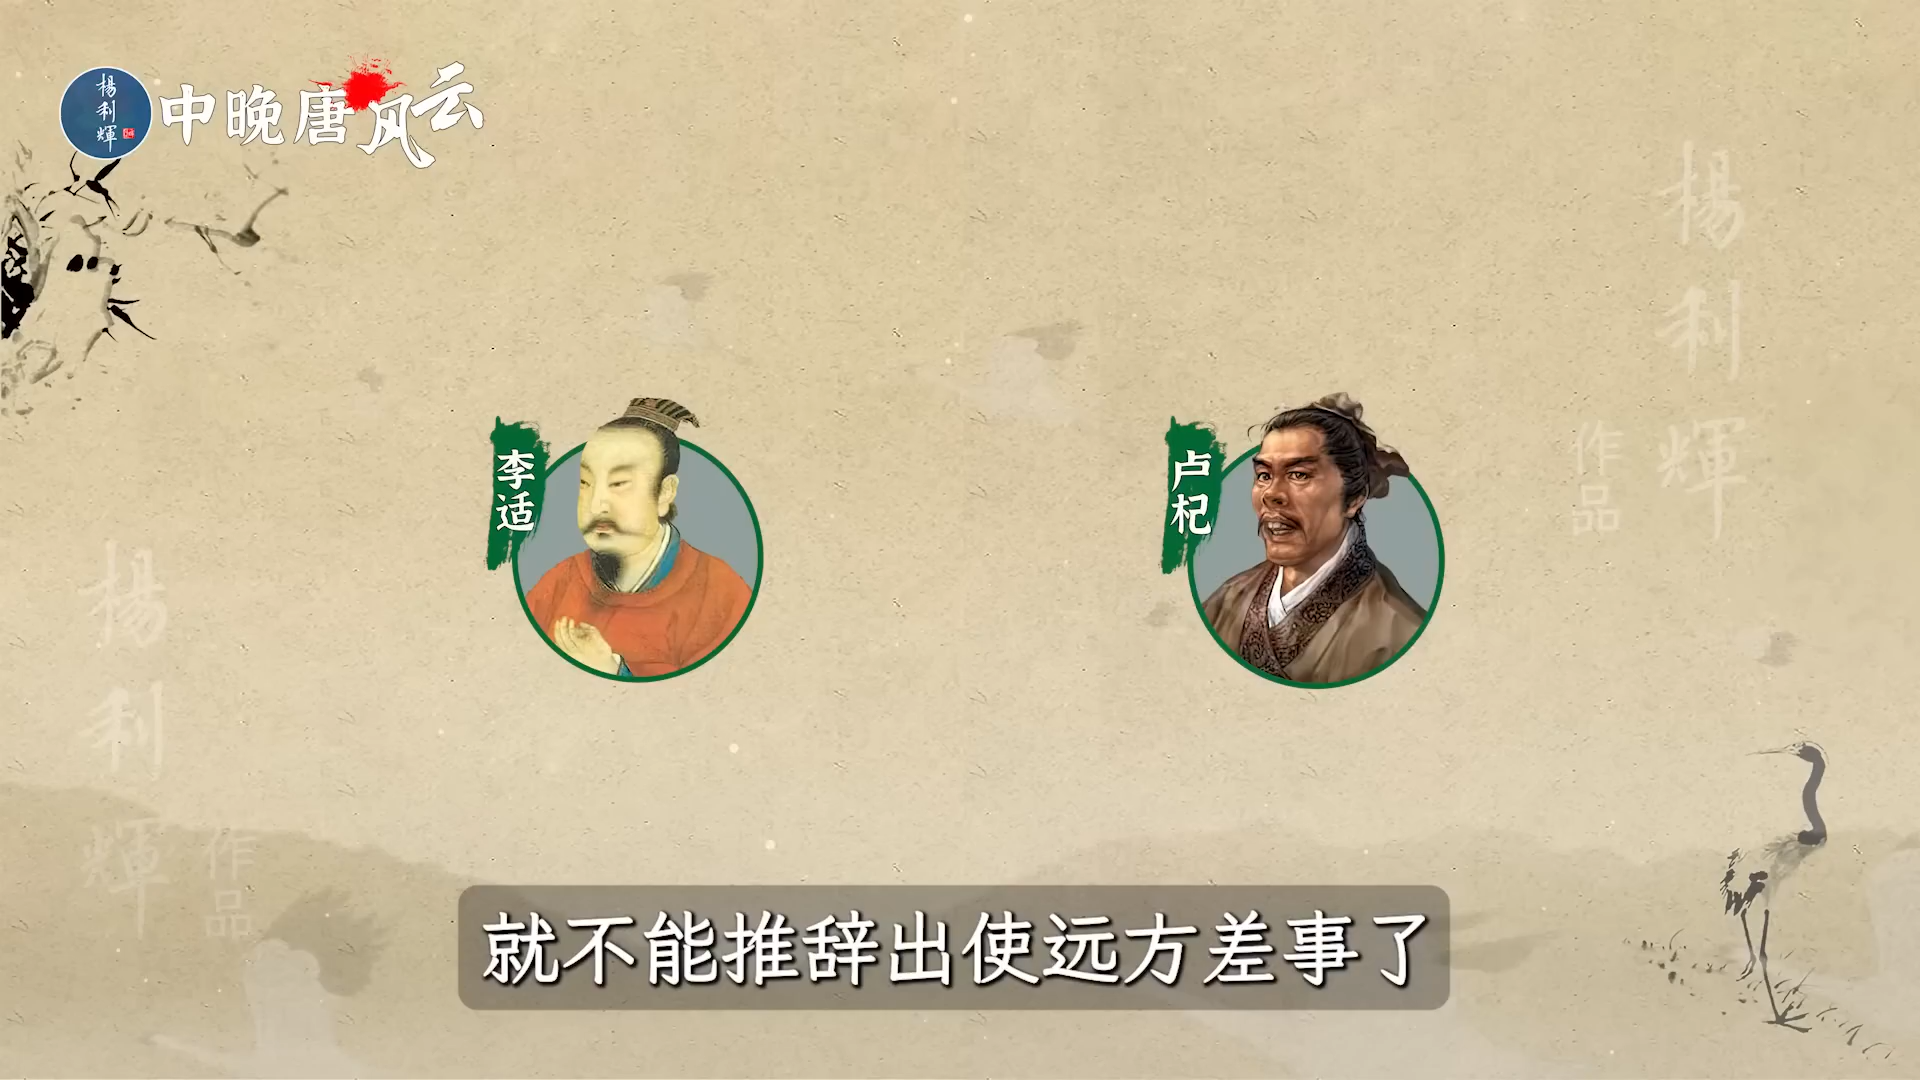 楊利輝
中晚唐风云
楊利輝
作品
李适
卢杞
楊利輝
作品
就不能推辞出使远方差事了